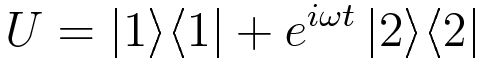 U = |1⟩⟨1| + e^{iωt} |2⟩⟨2|